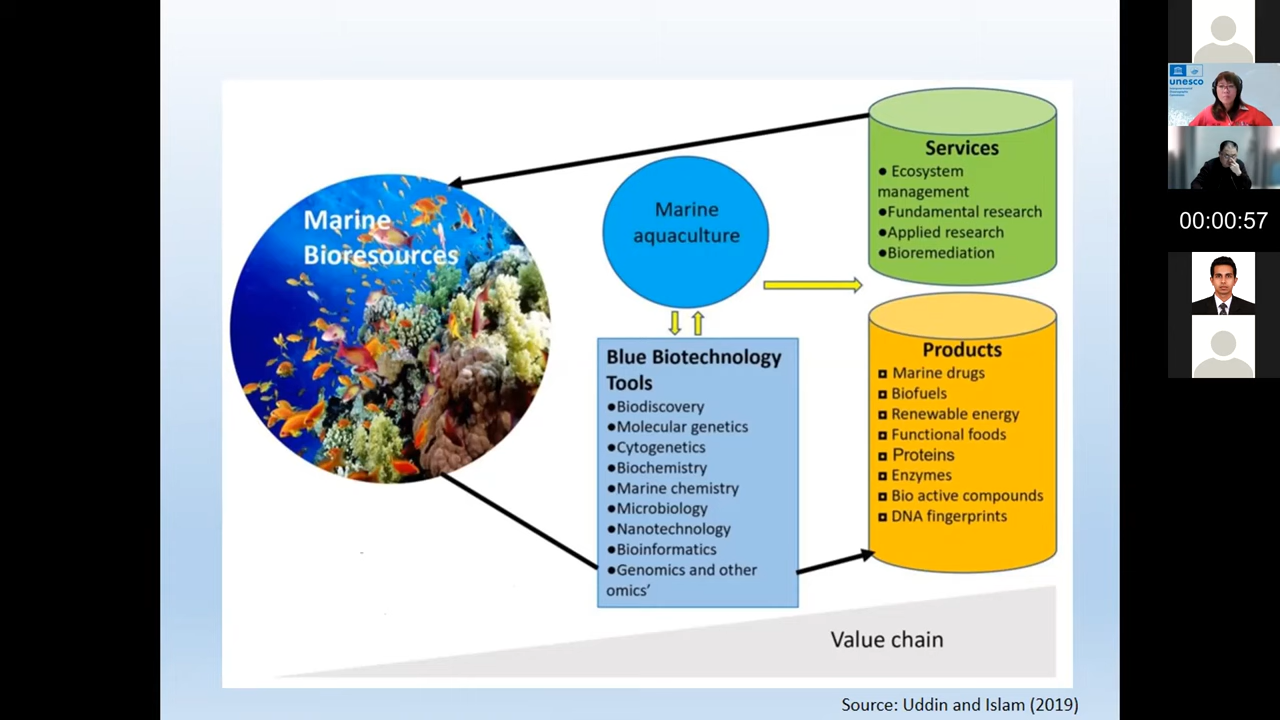 Marine
Bioresources
Marine
aquaculture
Blue Biotechnology
Tools
●Biodiscovery
●Molecular genetics
●Cytogenetics
●Biochemistry
●Marine chemistry
●Microbiology
●Nanotechnology
●Bioinformatics
●Genomics and other
omics’
Services
● Ecosystem
management
●Fundamental research
●Applied research
●Bioremediation
Products
Marine drugs
Biofuels
Renewable energy
Functional foods
Proteins
Enzymes
Bio active compounds
DNA fingerprints
Value chain
Source: Uddin and Islam (2019)
unesco
00:00:57